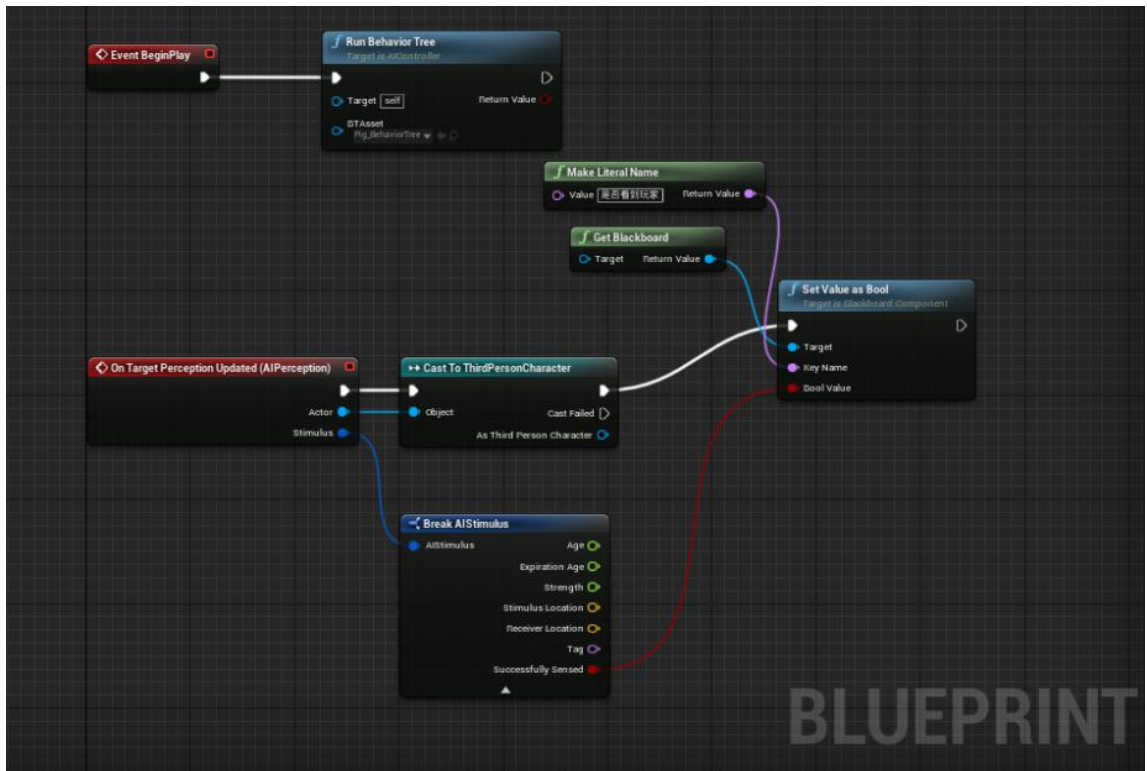 Event BeginPlay
Run Behavior Tree
Target is AIController
Target self Return Value
BTAsset
Pig_BehaviorTree
Make Literal Name
Value 是否看到玩家 Return Value
Get Blackboard
Target Return Value
Set Value as Bool
Target is Blackboard Component
Target
Key Name
Bool Value
On Target Perception Updated (AIPerception)
Actor
Stimulus
Cast To ThirdPersonCharacter
Object Cast Failed
As Third Person Character
Break AIStimulus
AIStimulus Age
Expiration Age
Strength
Stimulus Location
Receiver Location
Tag
Successfully Sensed
BLUEPRINT